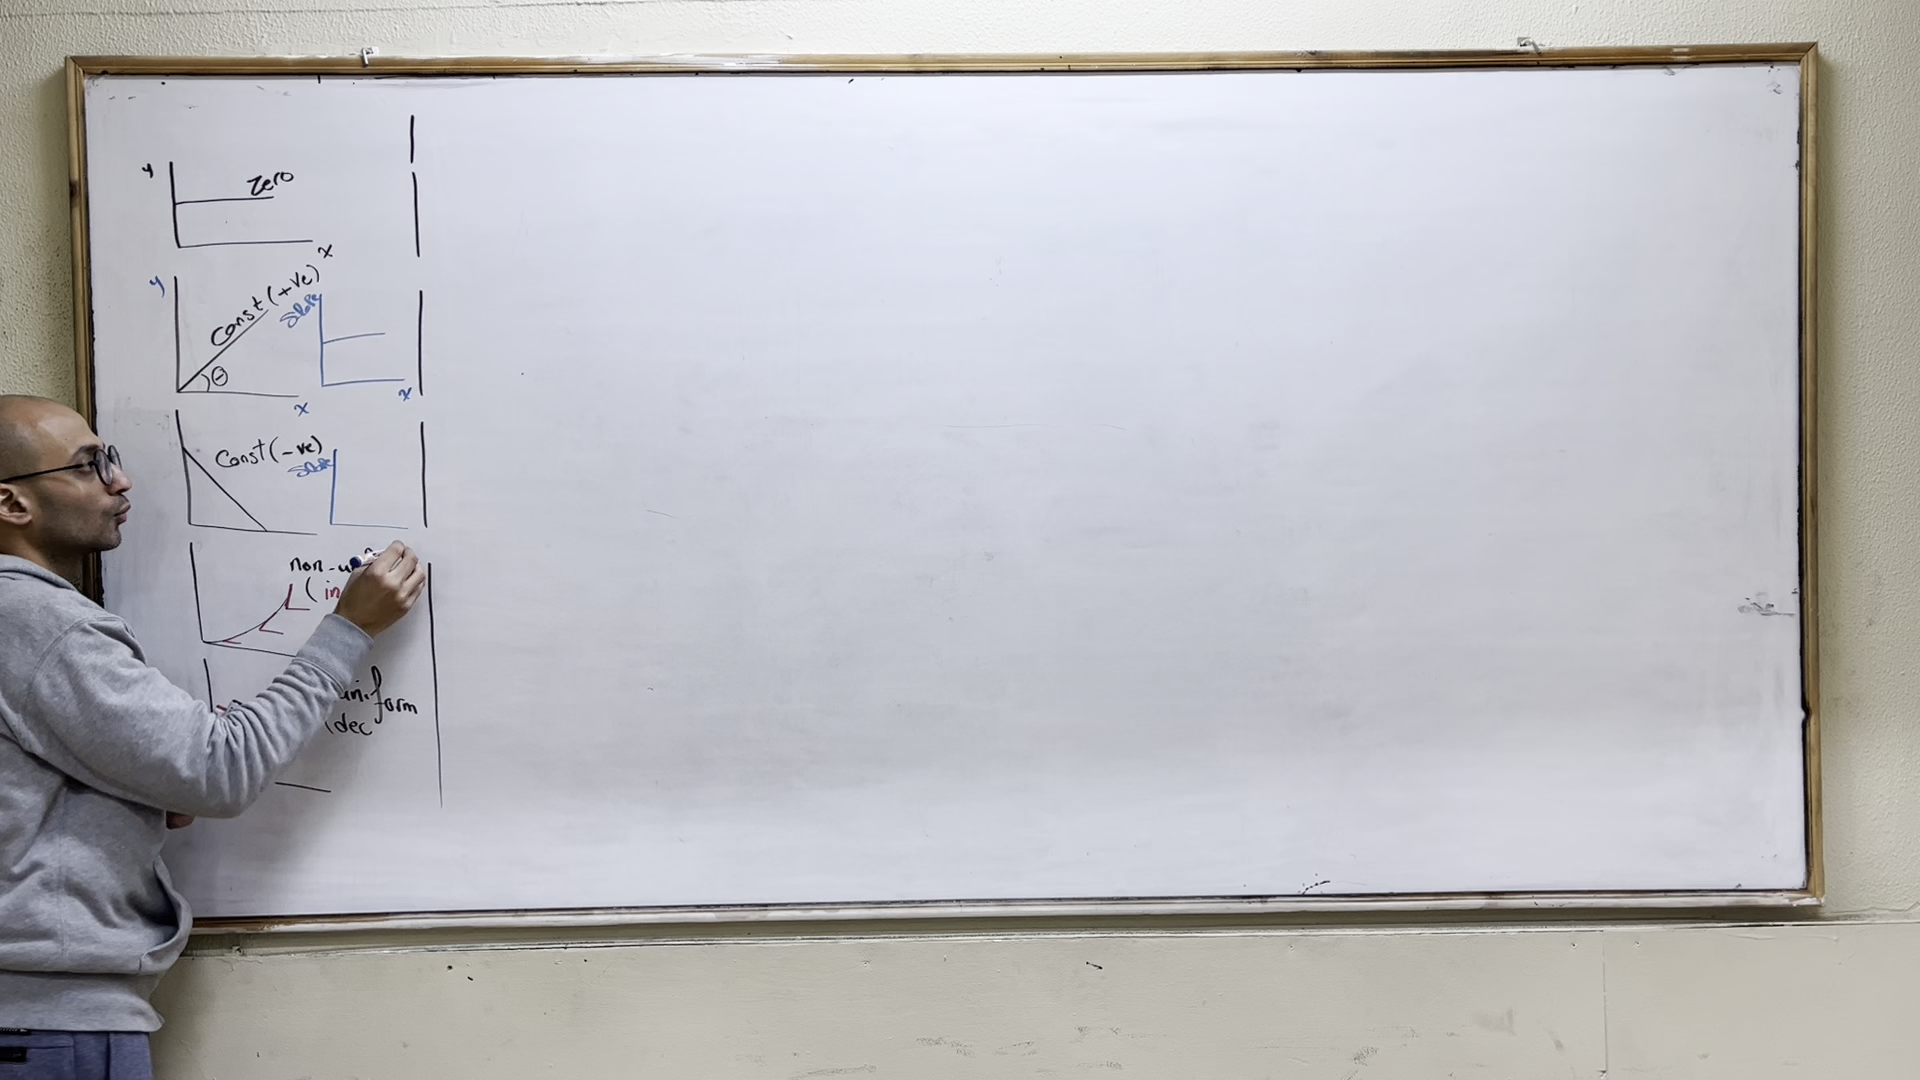 y
Zero
x
y
Const (+ve)
Slope
θ
x
x
Const (-ve)
Slope
non-
(in
uniform
(dec